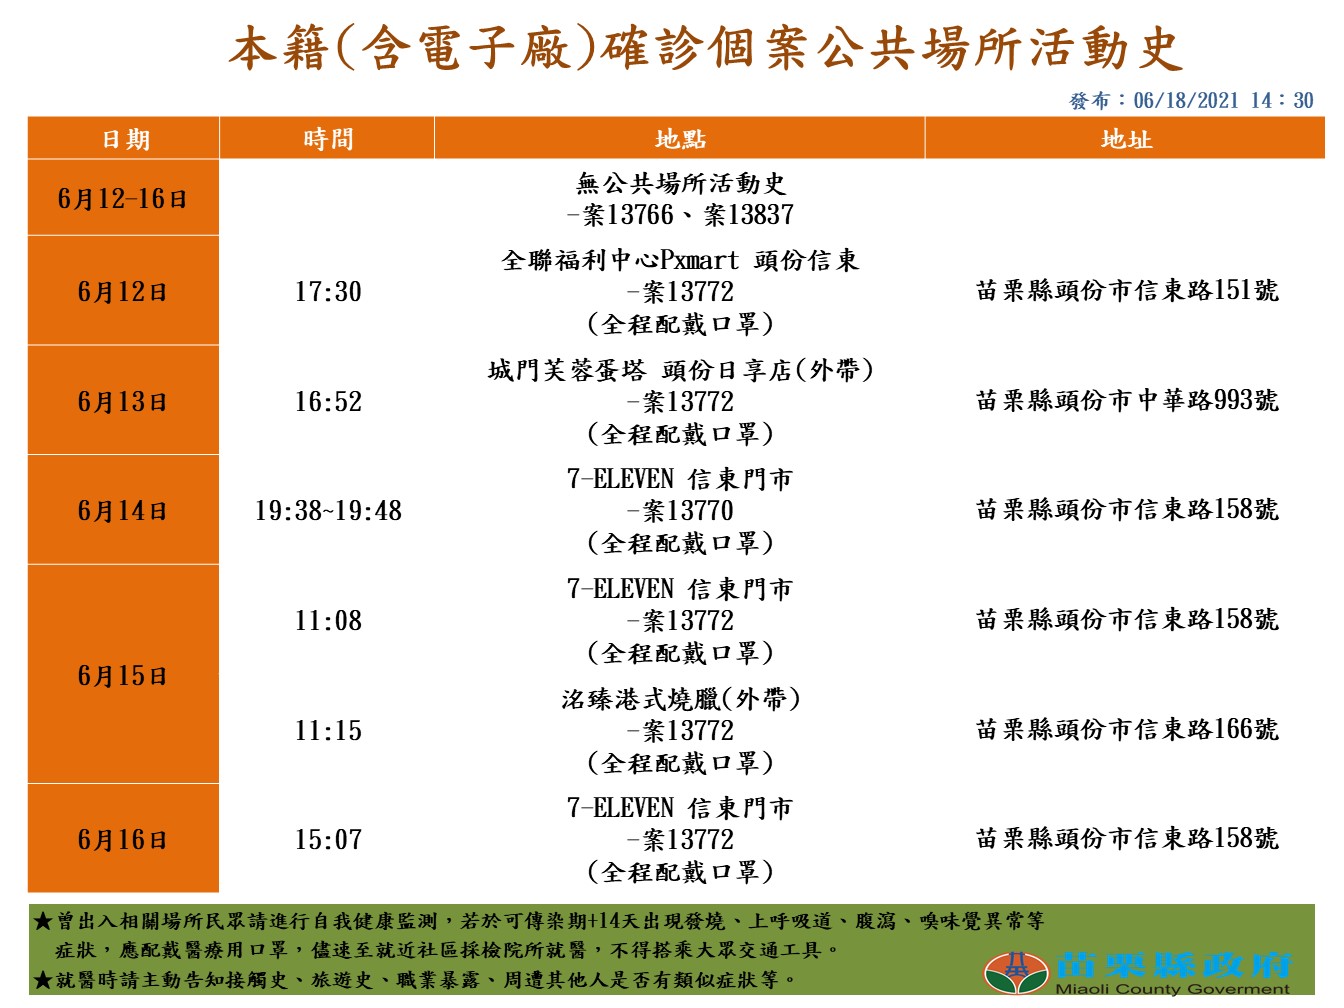 本籍(含電子廠)確診個案公共場所活動史
發布：06/18/2021 14：30
日期 時間 地點 地址
6月12-16日
無公共場所活動史
-案13766、案13837
6月12日
17:30
全聯福利中心Pxmart 頭份信東
-案13772
(全程配戴口罩)
苗栗縣頭份市信東路151號
6月13日
16:52
城門芙蓉蛋塔 頭份日享店(外帶)
-案13772
(全程配戴口罩)
苗栗縣頭份市中華路993號
6月14日
19:38~19:48
7-ELEVEN 信東門市
-案13770
(全程配戴口罩)
苗栗縣頭份市信東路158號
6月15日
11:08
7-ELEVEN 信東門市
-案13772
(全程配戴口罩)
苗栗縣頭份市信東路158號
11:15
洺臻港式燒臘(外帶)
-案13772
(全程配戴口罩)
苗栗縣頭份市信東路166號
6月16日
15:07
7-ELEVEN 信東門市
-案13772
(全程配戴口罩)
苗栗縣頭份市信東路158號
★曾出入相關場所民眾請進行自我健康監測，若於可傳染期+14天出現發燒、上呼吸道、腹瀉、嗅味覺異常等
症狀，應配戴醫療用口罩，儘速至就近社區採檢院所就醫，不得搭乘大眾交通工具。
★就醫時請主動告知接觸史、旅遊史、職業暴露、周遭其他人是否有類似症狀等。
苗栗縣政府
Miaoli County Goverment